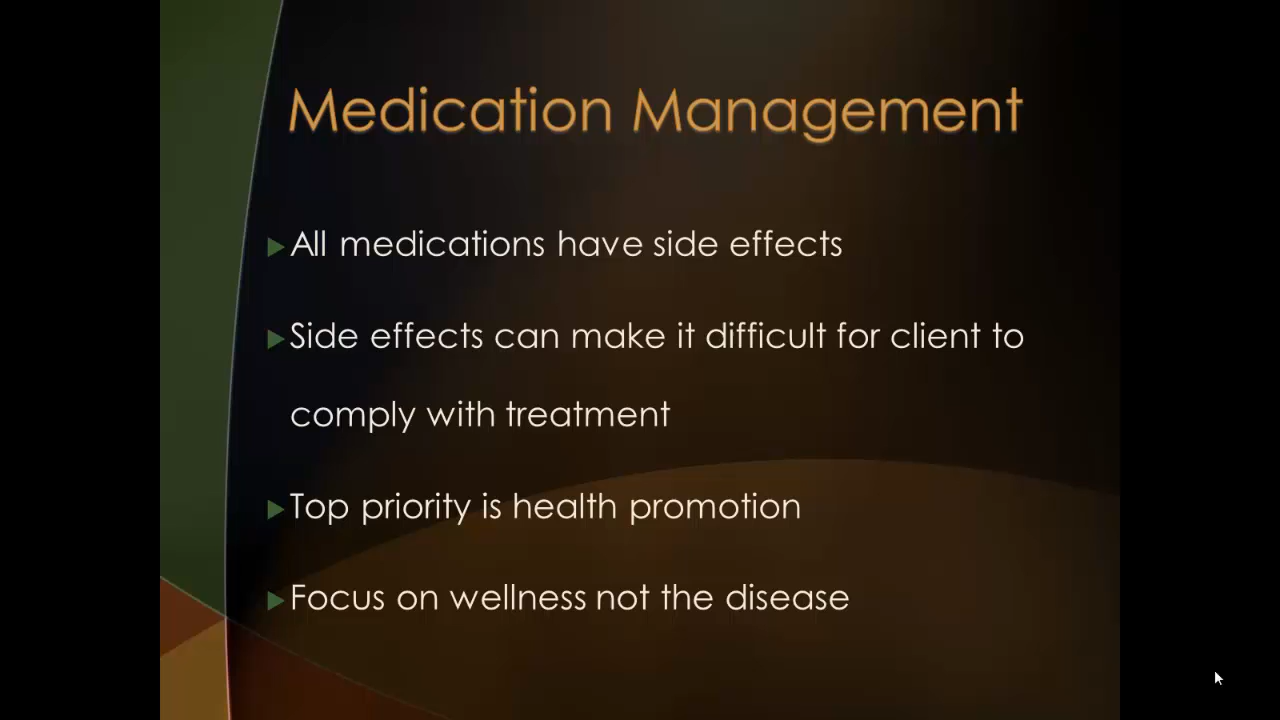 Medication Management
All medications have side effects
Side effects can make it difficult for client to
comply with treatment
Top priority is health promotion
Focus on wellness not the disease